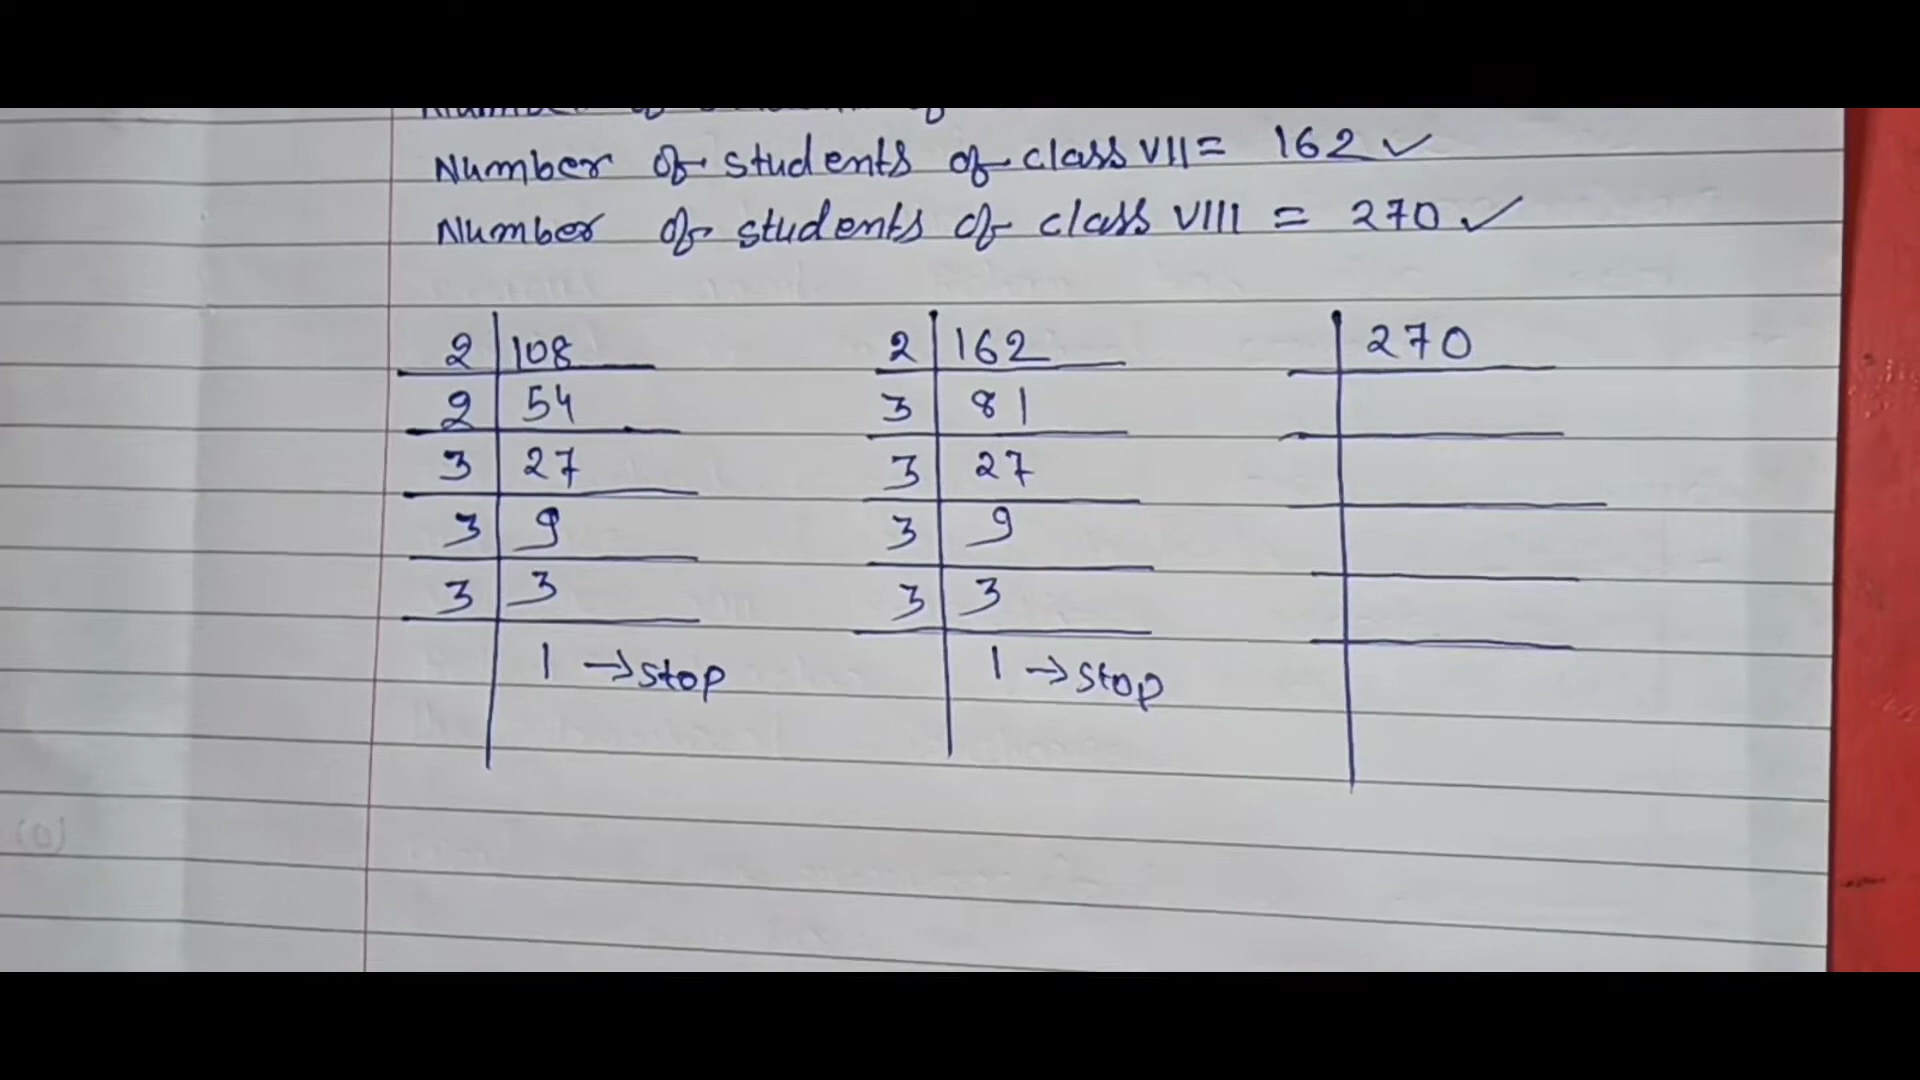 Number of students of class VII = 162 ✓
Number of students of class VIII = 270 ✓
2 | 108
2 | 54
3 | 27
3 | 9
3 | 3
1 → stop
2 | 162
3 | 81
3 | 27
3 | 9
3 | 3
1 → stop
270